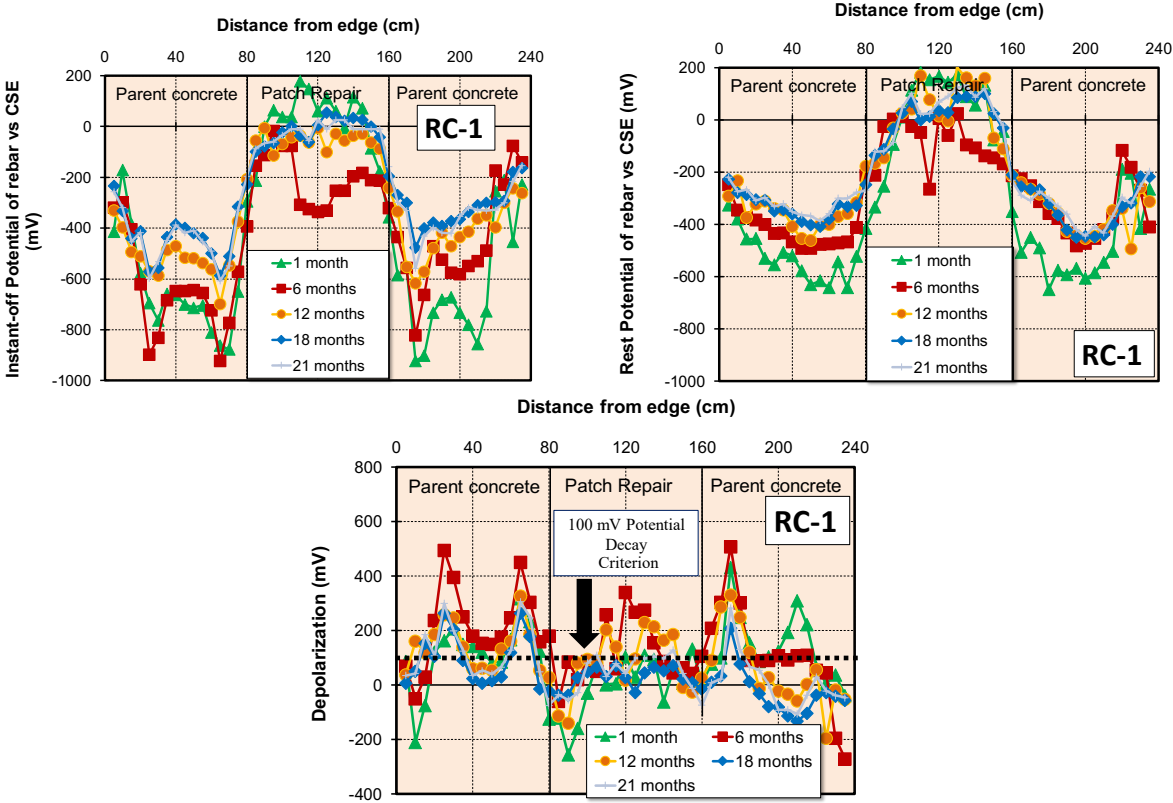 Distance from edge (cm)
0 40 80 120 160 200 240
Instant-off Potential of rebar vs CSE
(mV)
200
0
-200
-400
-600
-800
-1000
Parent concrete
Patch Repair
Parent concrete
RC-1
1 month
6 months
12 months
18 months
21 months
Distance from edge (cm)
0 40 80 120 160 200 240
Rest Potential of rebar vs CSE (mV)
200
0
-200
-400
-600
-800
-1000
Parent concrete
Patch Repair
Parent concrete
1 month
6 months
12 months
18 months
21 months
RC-1
Distance from edge (cm)
0 40 80 120 160 200 240
Depolarization (mV)
800
600
400
200
0
-200
-400
Parent concrete
Patch Repair
Parent concrete
RC-1
100 mV Potential
Decay
Criterion
1 month 6 months
12 months 18 months
21 months